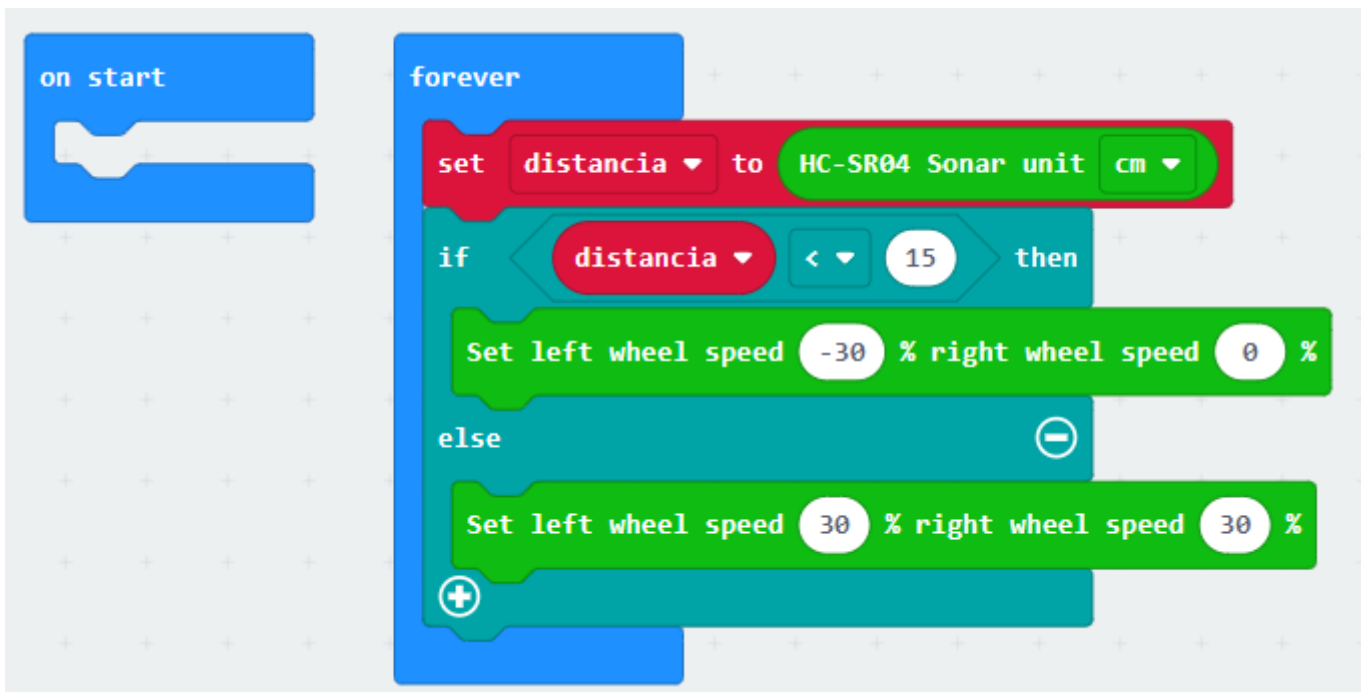 on start
forever
set distancia to HC-SR04 Sonar unit cm
if distancia < 15 then
Set left wheel speed -30 % right wheel speed 0 %
else
Set left wheel speed 30 % right wheel speed 30 %